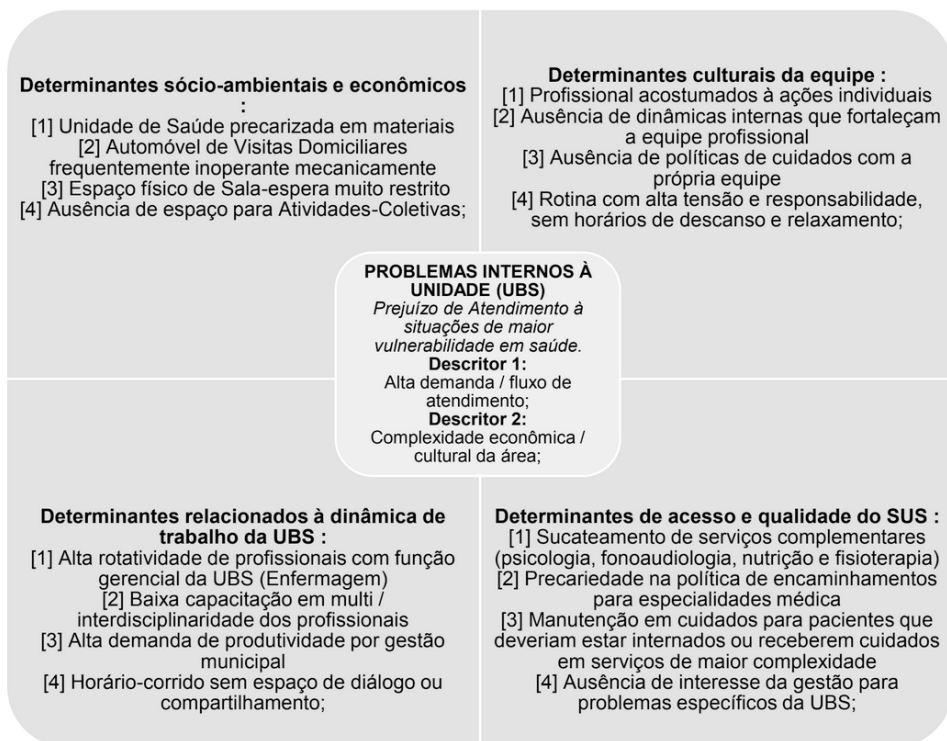 Determinantes sócio-ambientais e econômicos
:
[1] Unidade de Saúde precarizada em materiais
[2] Automóvel de Visitas Domiciliares
frequentemente inoperante mecanicamente
[3] Espaço físico de Sala-espera muito restrito
[4] Ausência de espaço para Atividades-Coletivas;
Determinantes culturais da equipe :
[1] Profissional acostumados à ações individuais
[2] Ausência de dinâmicas internas que fortaleçam
a equipe profissional
[3] Ausência de políticas de cuidados com a
própria equipe
[4] Rotina com alta tensão e responsabilidade,
sem horários de descanso e relaxamento;
PROBLEMAS INTERNOS À
UNIDADE (UBS)
Prejuízo de Atendimento à
situações de maior
vulnerabilidade em saúde.
Descritor 1:
Alta demanda / fluxo de
atendimento;
Descritor 2:
Complexidade econômica /
cultural da área;
Determinantes relacionados à dinâmica de
trabalho da UBS :
[1] Alta rotatividade de profissionais com função
gerencial da UBS (Enfermagem)
[2] Baixa capacitação em multi /
interdisciplinaridade dos profissionais
[3] Alta demanda de produtividade por gestão
municipal
[4] Horário-corrido sem espaço de diálogo ou
compartilhamento;
Determinantes de acesso e qualidade do SUS :
[1] Sucateamento de serviços complementares
(psicologia, fonoaudiologia, nutrição e fisioterapia)
[2] Precariedade na política de encaminhamentos
para especialidades médica
[3] Manutenção em cuidados para pacientes que
deveriam estar internados ou receberem cuidados
em serviços de maior complexidade
[4] Ausência de interesse da gestão para
problemas específicos da UBS;